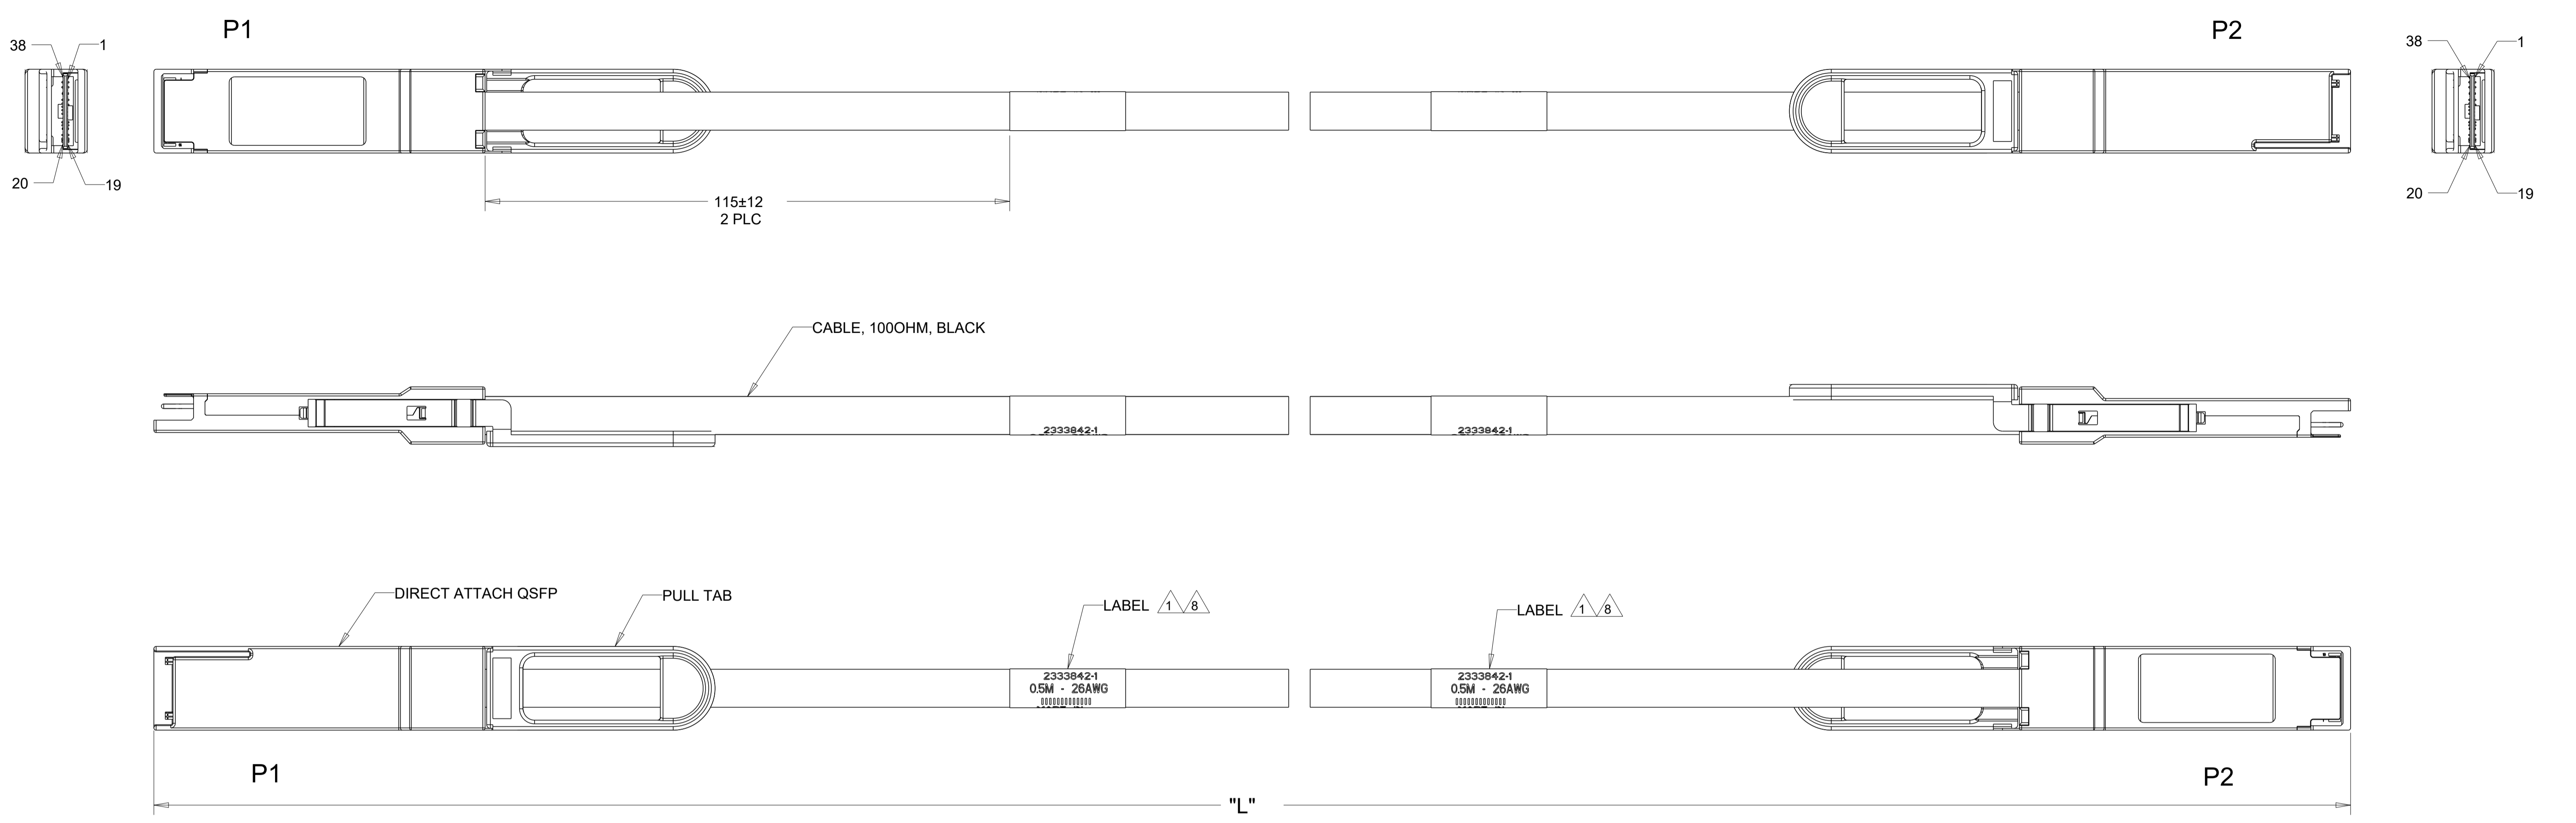 P1
P2
38
1
38
1
20
19
20
19
115±12
2 PLC
CABLE, 100OHM, BLACK
2333842-1
2333842-1
DIRECT ATTACH QSFP
PULL TAB
LABEL 1 8
LABEL 1 8
2333842-1
0.5M - 26AWG
2333842-1
0.5M - 26AWG
P1
P2
"L"